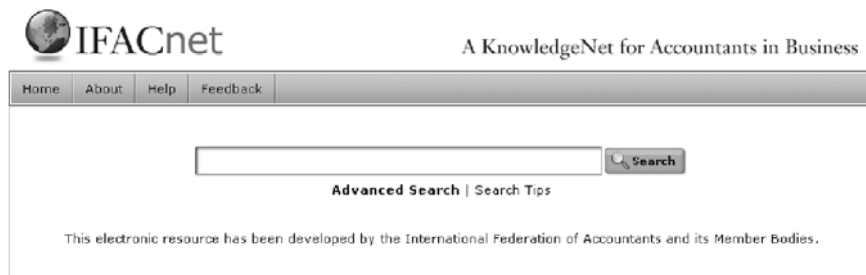 IFACnet
A KnowledgeNet for Accountants in Business
Home About Help Feedback
Search
Advanced Search | Search Tips
This electronic resource has been developed by the International Federation of Accountants and its Member Bodies.